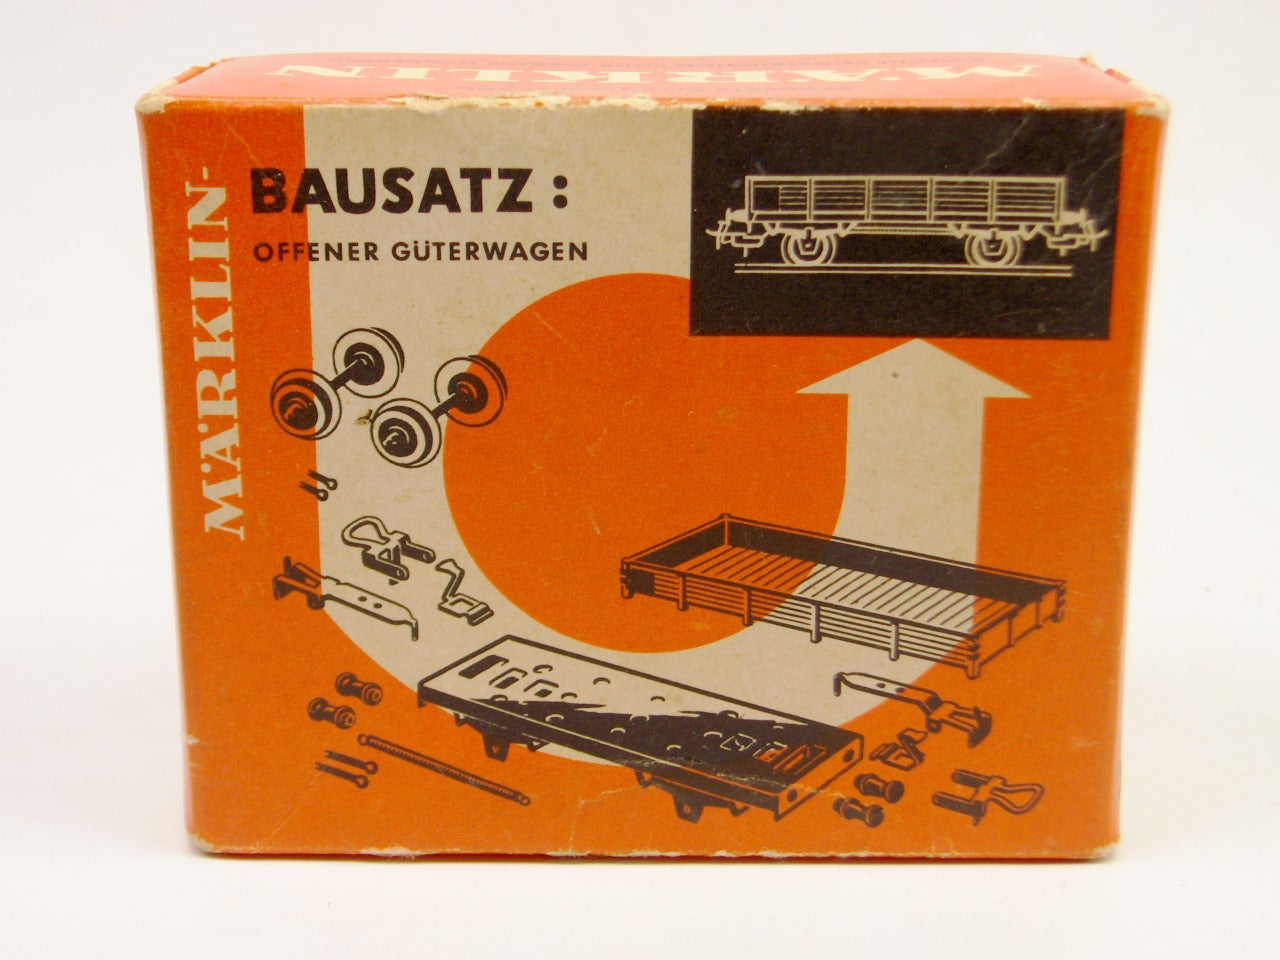 MÄRKLIN
MÄRKLIN-
BAUSATZ:
OFFENER GÜTERWAGEN